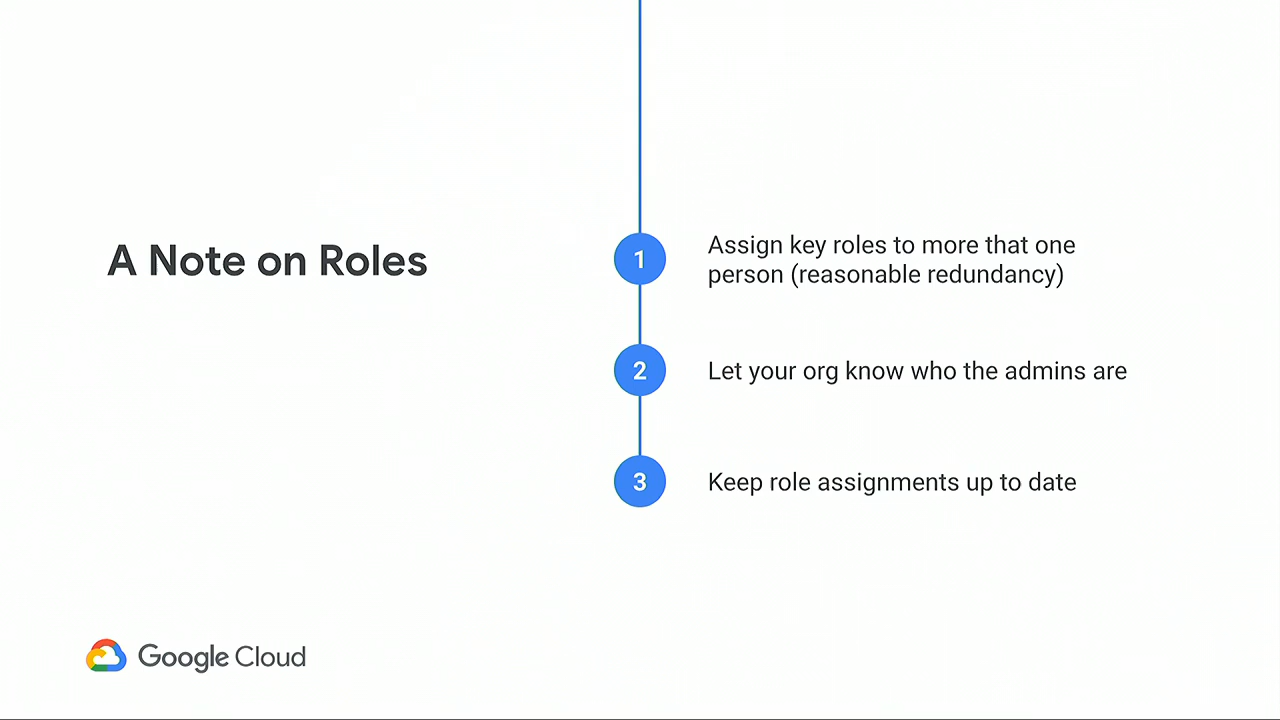 A Note on Roles
1
Assign key roles to more that one
person (reasonable redundancy)
2
Let your org know who the admins are
3
Keep role assignments up to date
Google Cloud